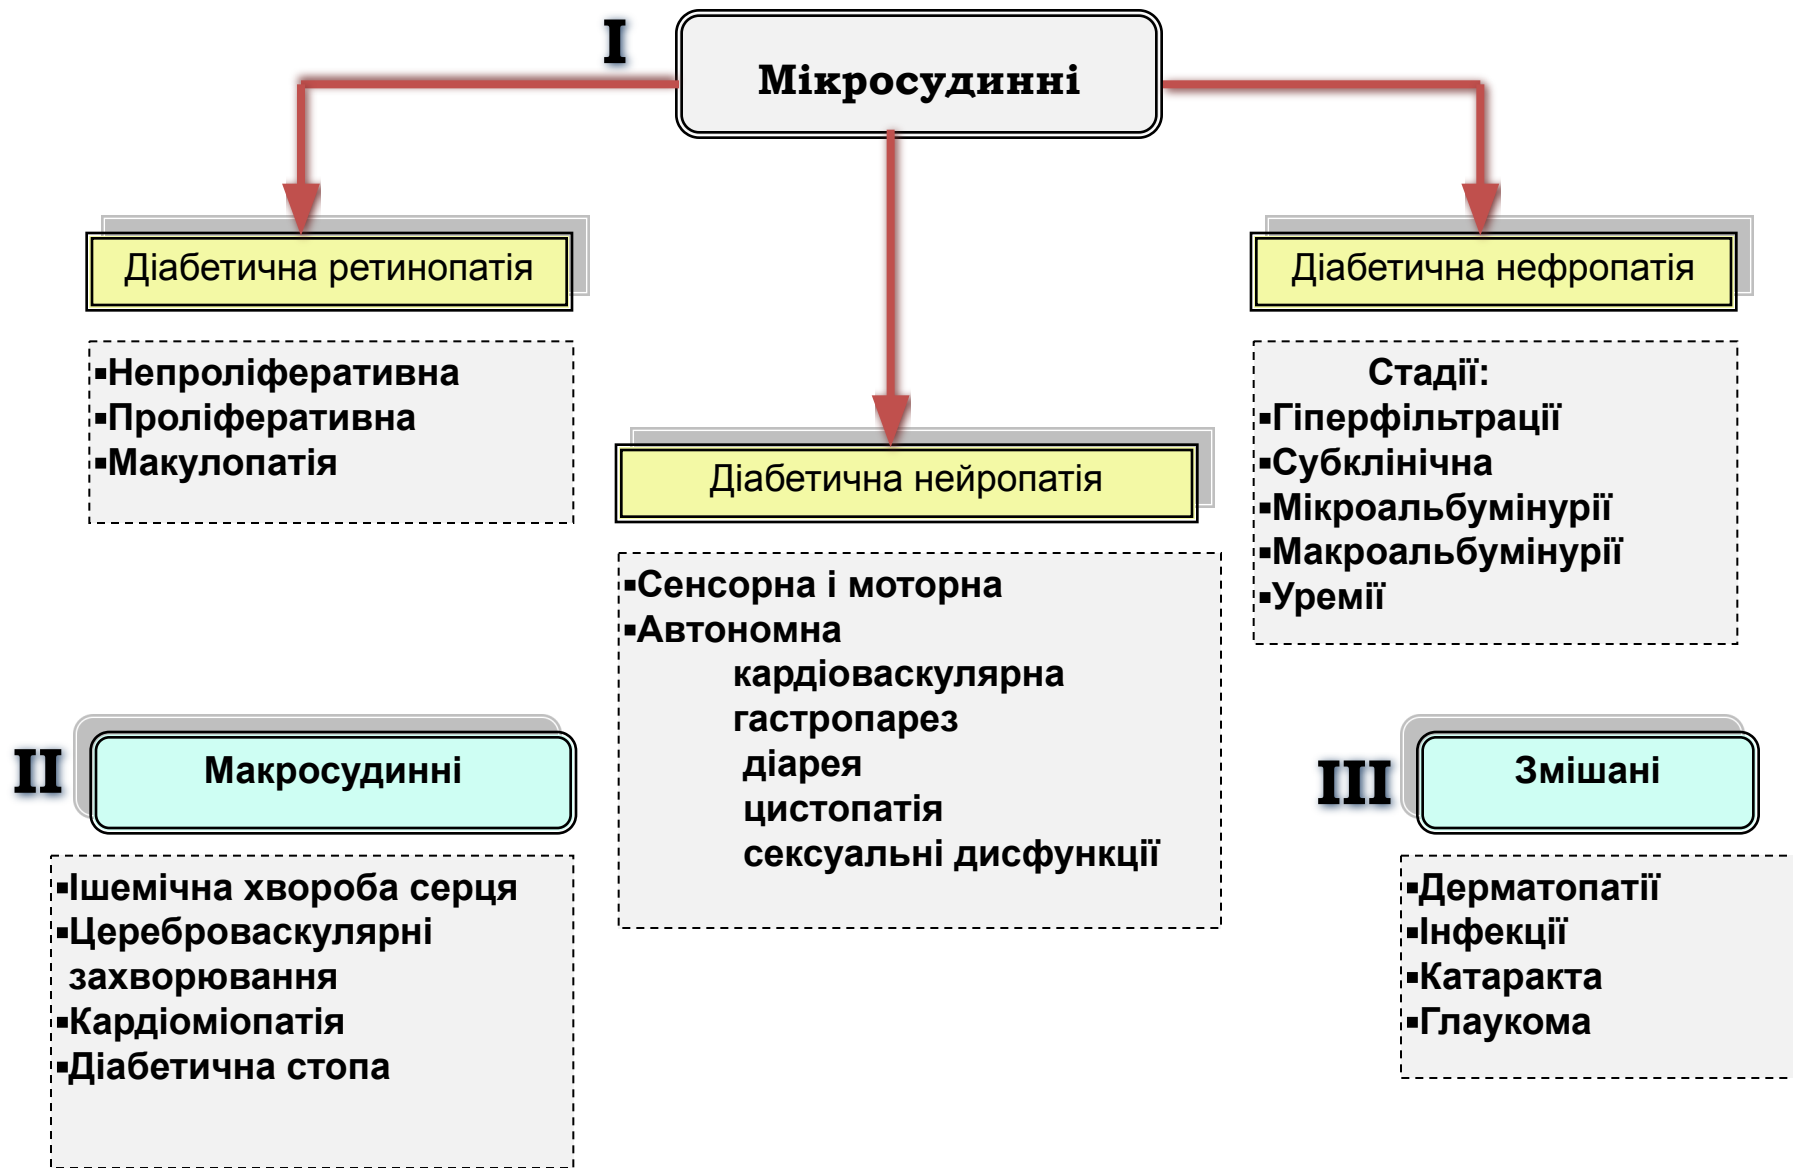 I
Мікросудинні
Діабетична ретинопатія
▪Непроліферативна
▪Проліферативна
▪Макулопатія
Діабетична нейропатія
▪Сенсорна і моторна
▪Автономна
кардіоваскулярна
гастропарез
діарея
цистопатія
сексуальні дисфункції
Діабетична нефропатія
Стадії:
▪Гіперфільтрації
▪Субклінічна
▪Мікроальбумінурії
▪Макроальбумінурії
▪Уремії
II
Макросудинні
▪Ішемічна хвороба серця
▪Цереброваскулярні
захворювання
▪Кардіоміопатія
▪Діабетична стопа
III
Змішані
▪Дерматопатії
▪Інфекції
▪Катаракта
▪Глаукома